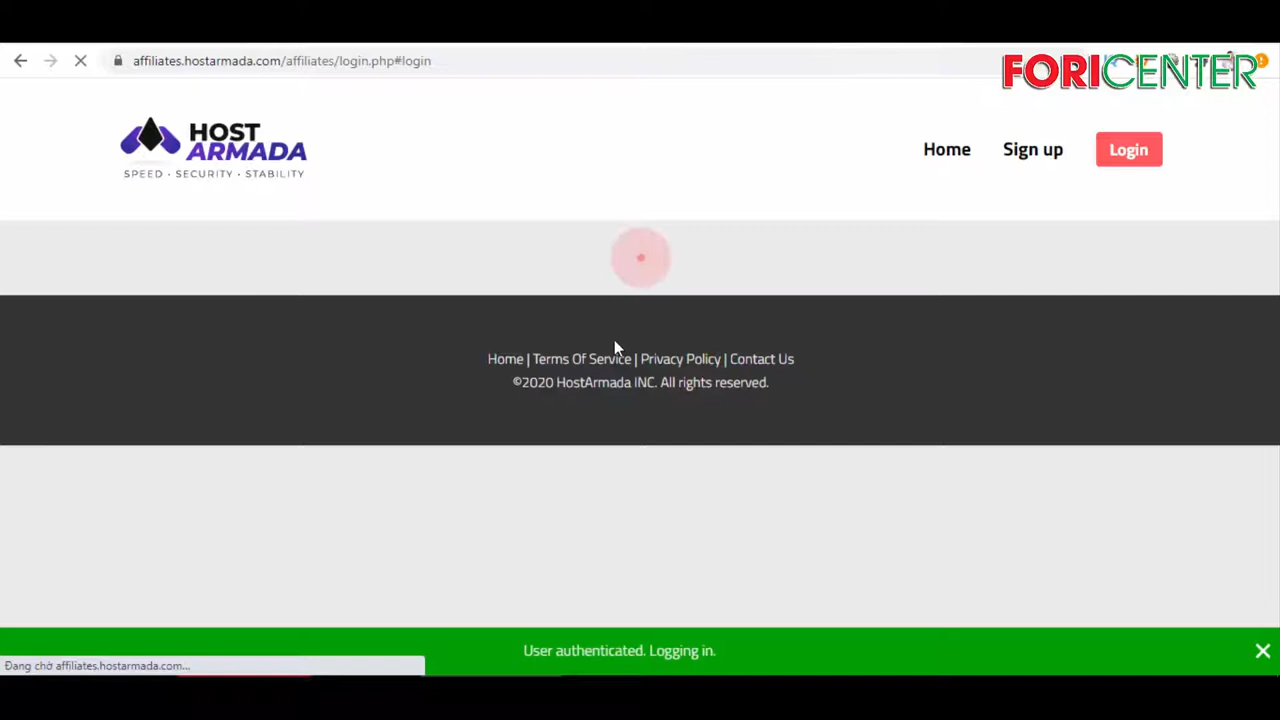 affiliates.hostarmada.com/affiliates/login.php#login
FORICENTER
HOST
ARMADA
SPEED · SECURITY · STABILITY
Home
Sign up
Login
Home | Terms Of Service | Privacy Policy | Contact Us
©2020 HostArmada INC. All rights reserved.
User authenticated. Logging in.
Đang chờ affiliates.hostarmada.com...